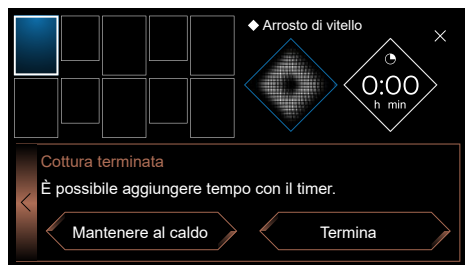 Arrosto di vitello
0:00
h min
Cottura terminata
È possibile aggiungere tempo con il timer.
Mantenere al caldo
Termina